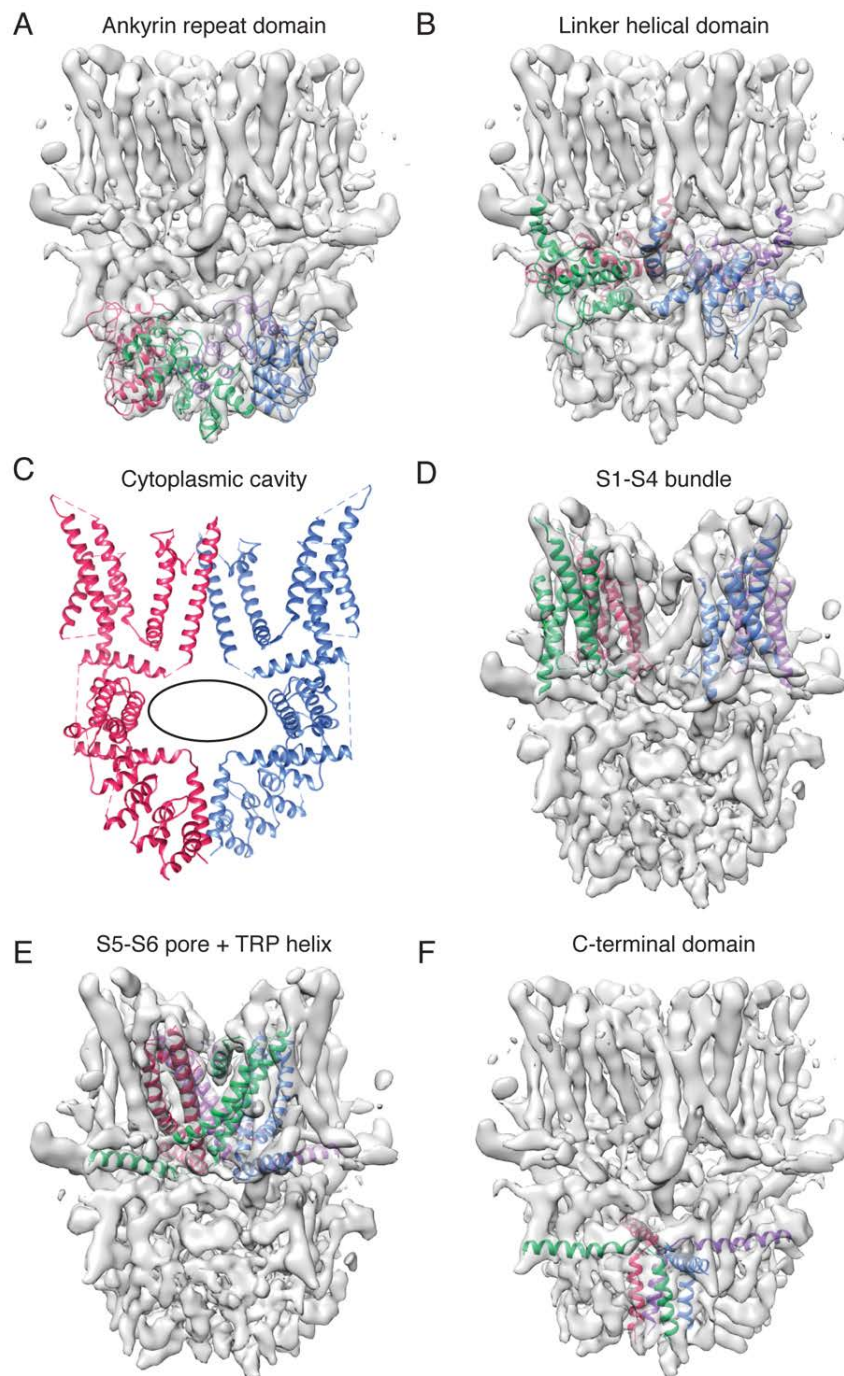 A
Ankyrin repeat domain
B
Linker helical domain
C
Cytoplasmic cavity
D
S1-S4 bundle
E
S5-S6 pore + TRP helix
F
C-terminal domain